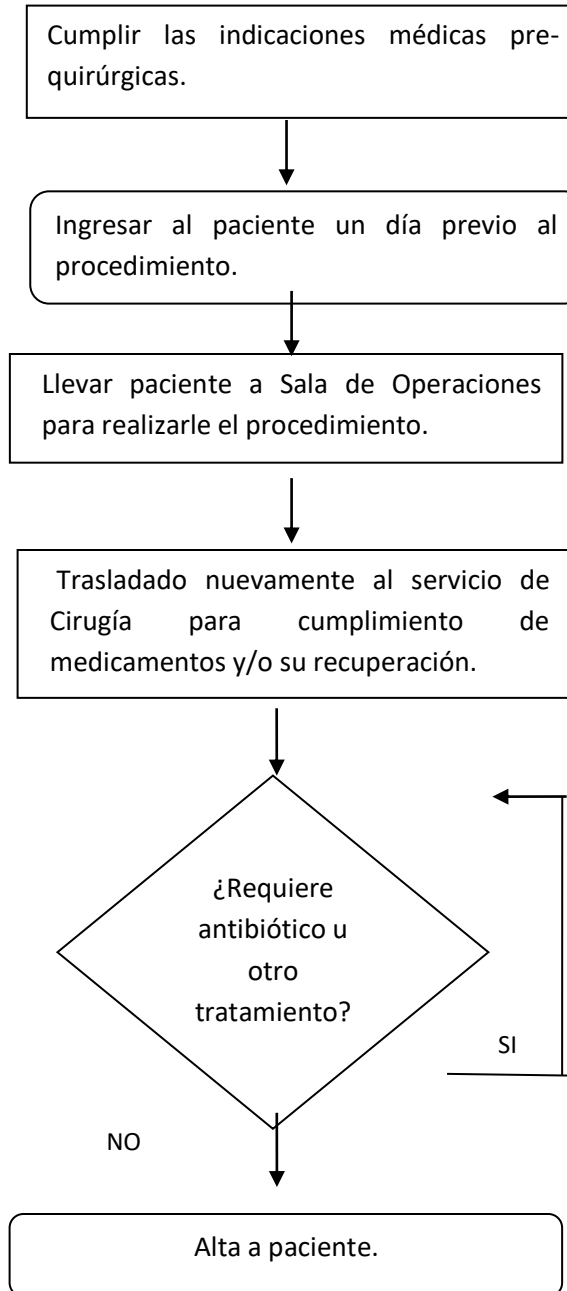 Cumplir las indicaciones médicas pre-
quirúrgicas.
Ingresar al paciente un día previo al
procedimiento.
Llevar paciente a Sala de Operaciones
para realizarle el procedimiento.
Trasladado nuevamente al servicio de
Cirugía para cumplimiento de
medicamentos y/o su recuperación.
¿Requiere
antibiótico u
otro
tratamiento?
SI
NO
Alta a paciente.